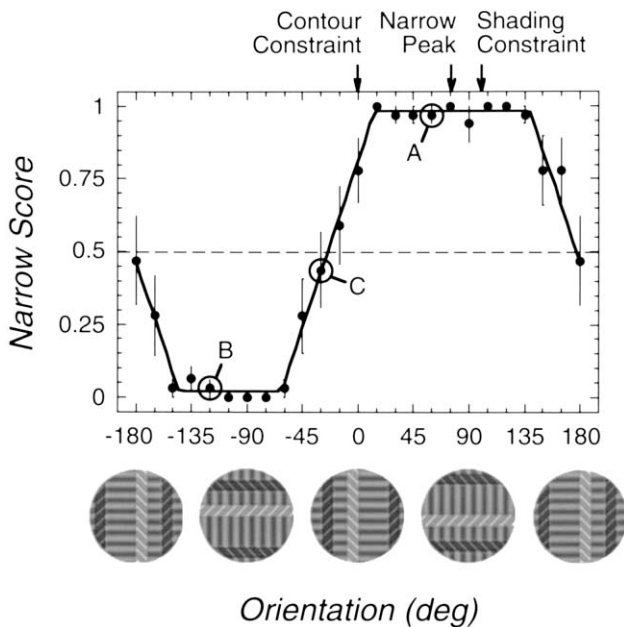 Contour Narrow Shading
Constraint Peak Constraint
Narrow Score
1
0.75
0.5
0.25
0
A
B
C
-180 -135 -90 -45 0 45 90 135 180
Orientation (deg)